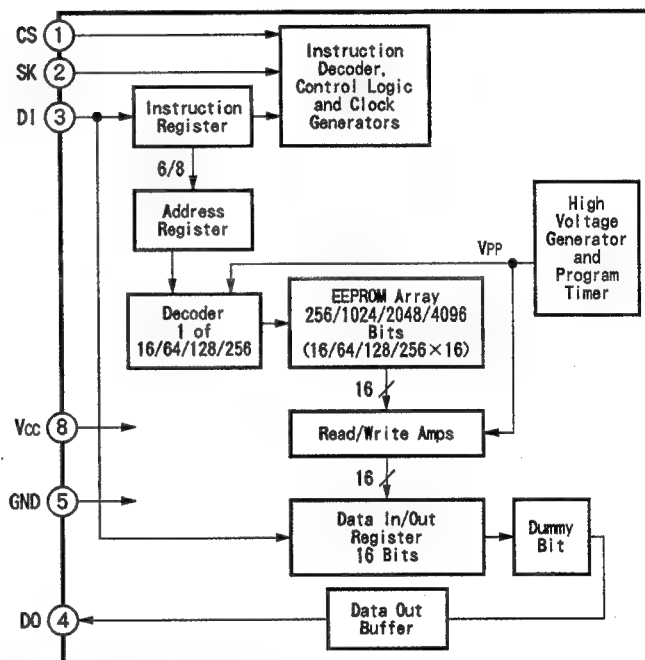 CS 1
SK 2
DI 3
Instruction
Decoder,
Control Logic
and Clock
Generators
Instruction
Register
6/8
Address
Register
High
Voltage
Generator
and
Program
Timer
VPP
Decoder
1 of
16/64/128/256
EEPROM Array
256/1024/2048/4096
Bits
(16/64/128/256×16)
16
Vcc 8
Read/Write Amps
16
GND 5
Data In/Out
Register
16 Bits
Dummy
Bit
DO 4
Data Out
Buffer